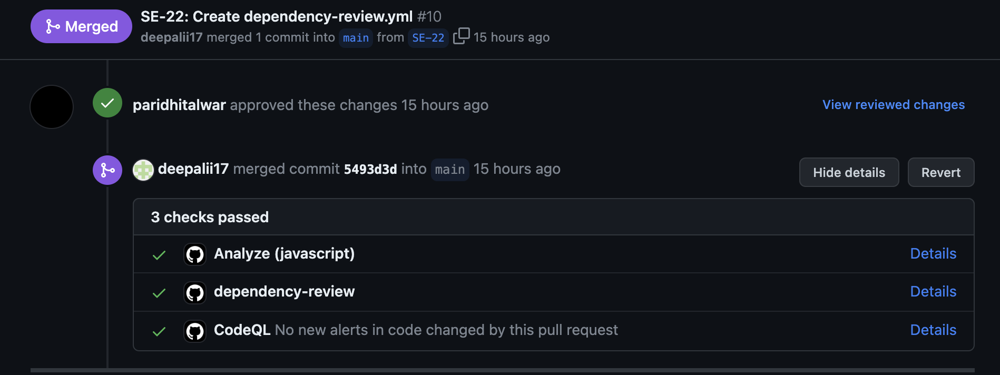 Merged
SE-22: Create dependency-review.yml #10
deepalii17 merged 1 commit into main from SE-22 15 hours ago
paridhitalwar approved these changes 15 hours ago
View reviewed changes
deepalii17 merged commit 5493d3d into main 15 hours ago
Hide details
Revert
3 checks passed
Analyze (javascript)
Details
dependency-review
Details
CodeQL No new alerts in code changed by this pull request
Details